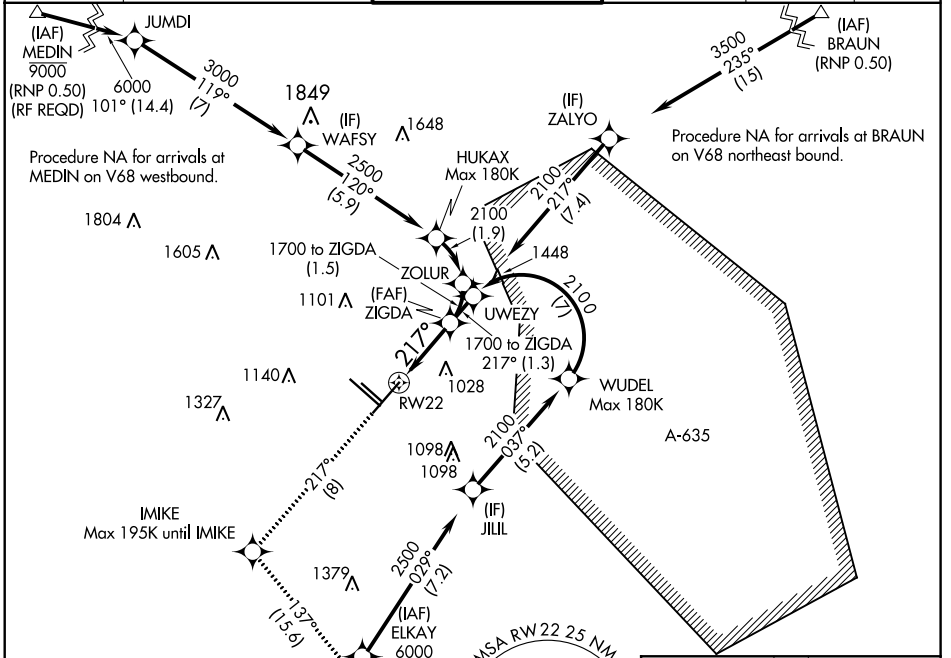 JUMDI
(IAF)
MEDIN
9000
(RNP 0.50)
(RF REQD)
6000
101° (14.4)
3000
119°
(7)
3500
235°
(15)
(IAF)
BRAUN
(RNP 0.50)
1849
(IF)
WAFSY
1648
(IF)
ZALYO
Procedure NA for arrivals at
MEDIN on V68 westbound.
Procedure NA for arrivals at BRAUN
on V68 northeast bound.
2500
120°
(5.9)
HUKAX
Max 180K
2100
217°
(7.4)
2100
(1.9)
1804
1605
1700 to ZIGDA
(1.5)
ZOLUR
1448
1101
(FAF)
ZIGDA
UWEZY
2100
(7)
217°
1700 to ZIGDA
217° (1.3)
1140
1028
RW22
WUDEL
Max 180K
1327
A-635
2100
037°
(5.2)
1098
1098
217°
(8)
(IF)
JILIL
IMIKE
Max 195K until IMIKE
1379
2500
029°
(7.2)
137°
(15.6)
(IAF)
ELKAY
6000
MSA RW22 25 NM